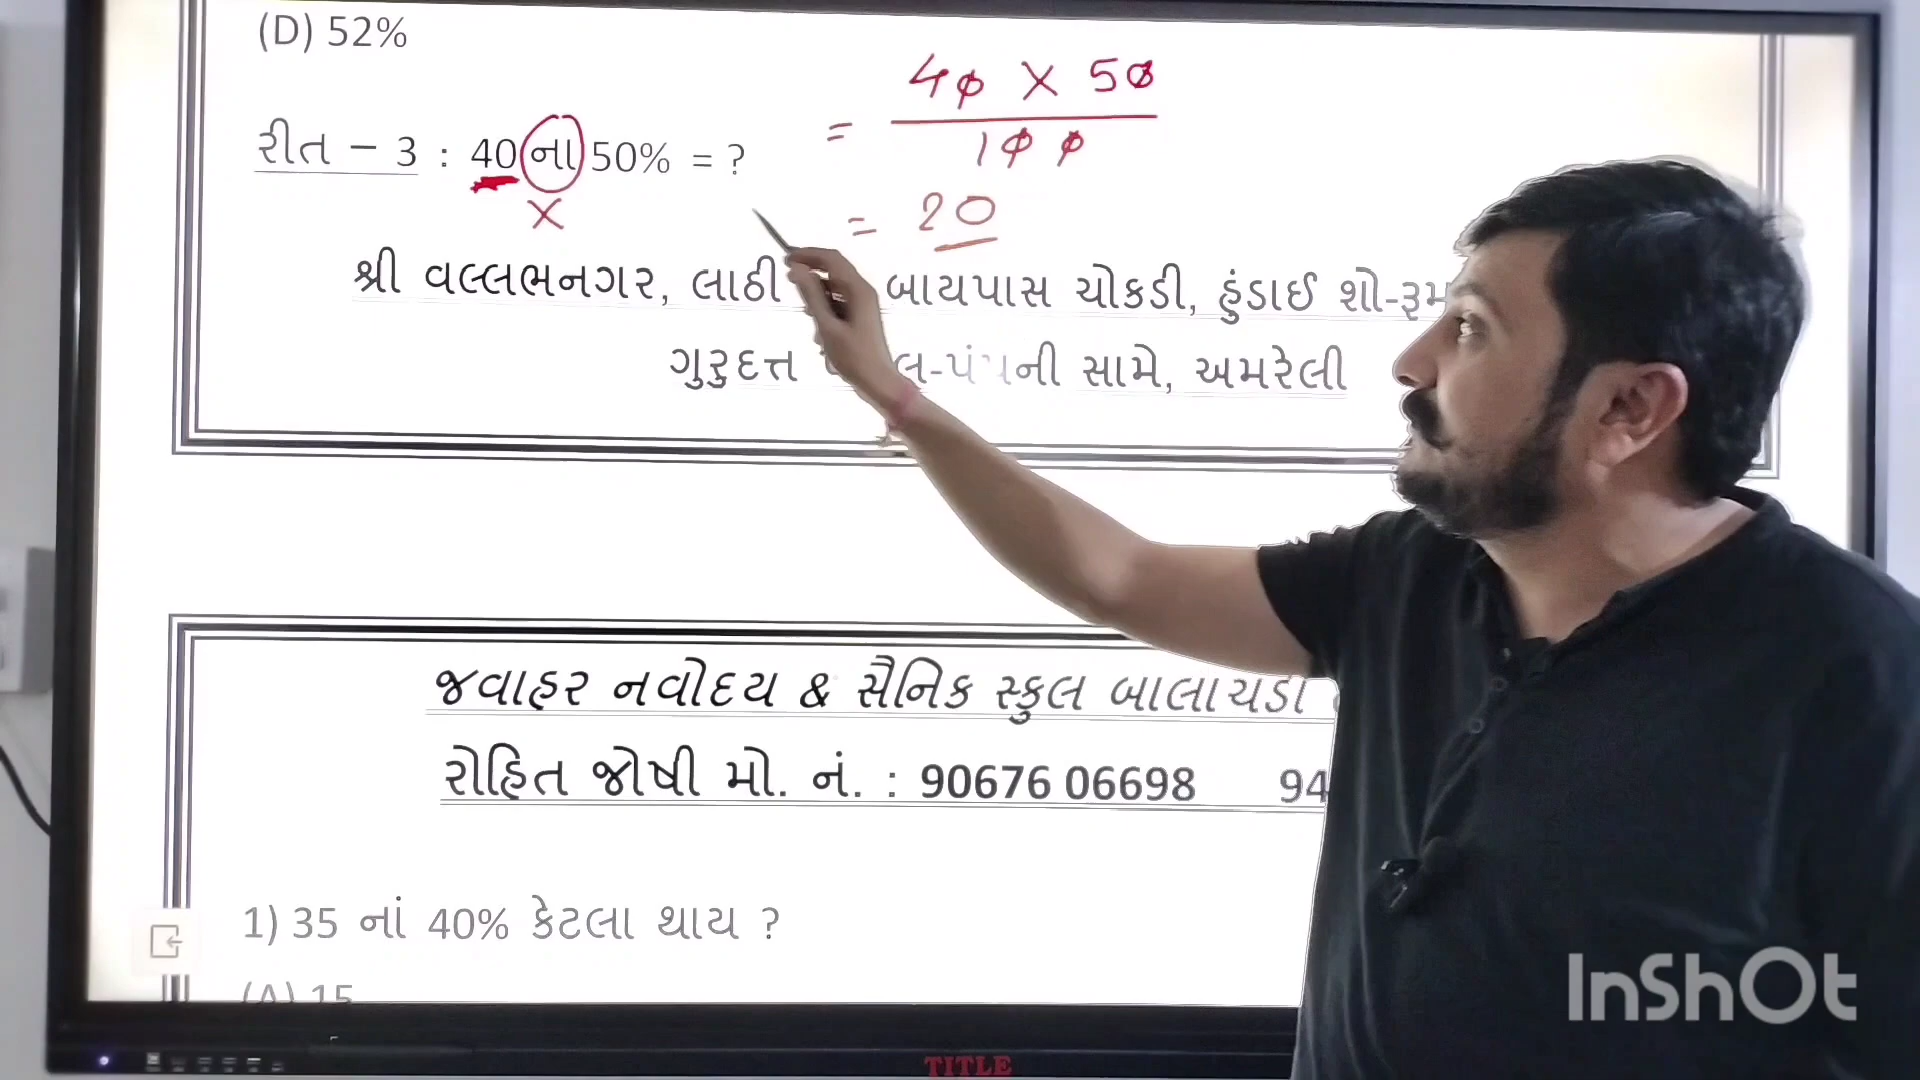 (D) 52%
રીત – 3 : 40 ના 50% = ?
X
= 40 X 50
100
= 20
શ્રી વલ્લભનગર, લાઠી બાયપાસ ચોકડી, હુંડાઈ શો-રૂમ
ગુરુદત્ત સામે, અમરેલી
જવાહર નવોદય & સૈનિક સ્કુલ બાલાચડી
રોહિત જોષી મો. નં. : 90676 06698 94
1) 35 નાં 40% કેટલા થાય ?
(A) 15
InShOt
TITLE